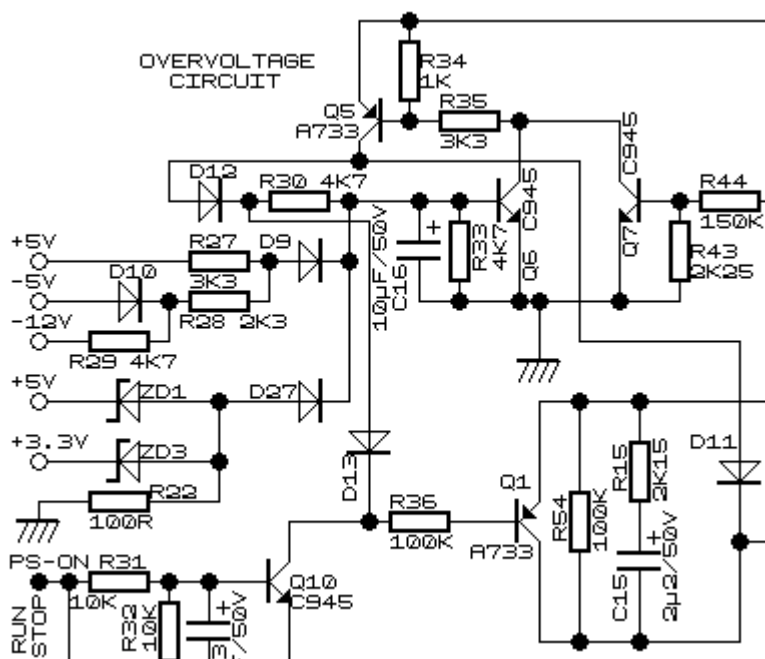 OVERVOLTAGE
CIRCUIT
R34
1K
Q5
A733
R35
3K3
C945
D12
R30 4K7
C945
R44
150K
+5V
R27
3K3
D9
10µF/50V
C16
+
R33
4K7
Q6
Q7
R43
2K25
-5V
D10
R28 2K3
-12V
R29 4K7
+5V
ZD1
D27
+3.3V
ZD3
R22
100R
D13
R36
100K
Q1
A733
R54
100K
R15
2K15
D11
C15
+
2µ2/50V
PS-ON
R31
10K
Q10
C945
RUN
STOP
R32
10K
+